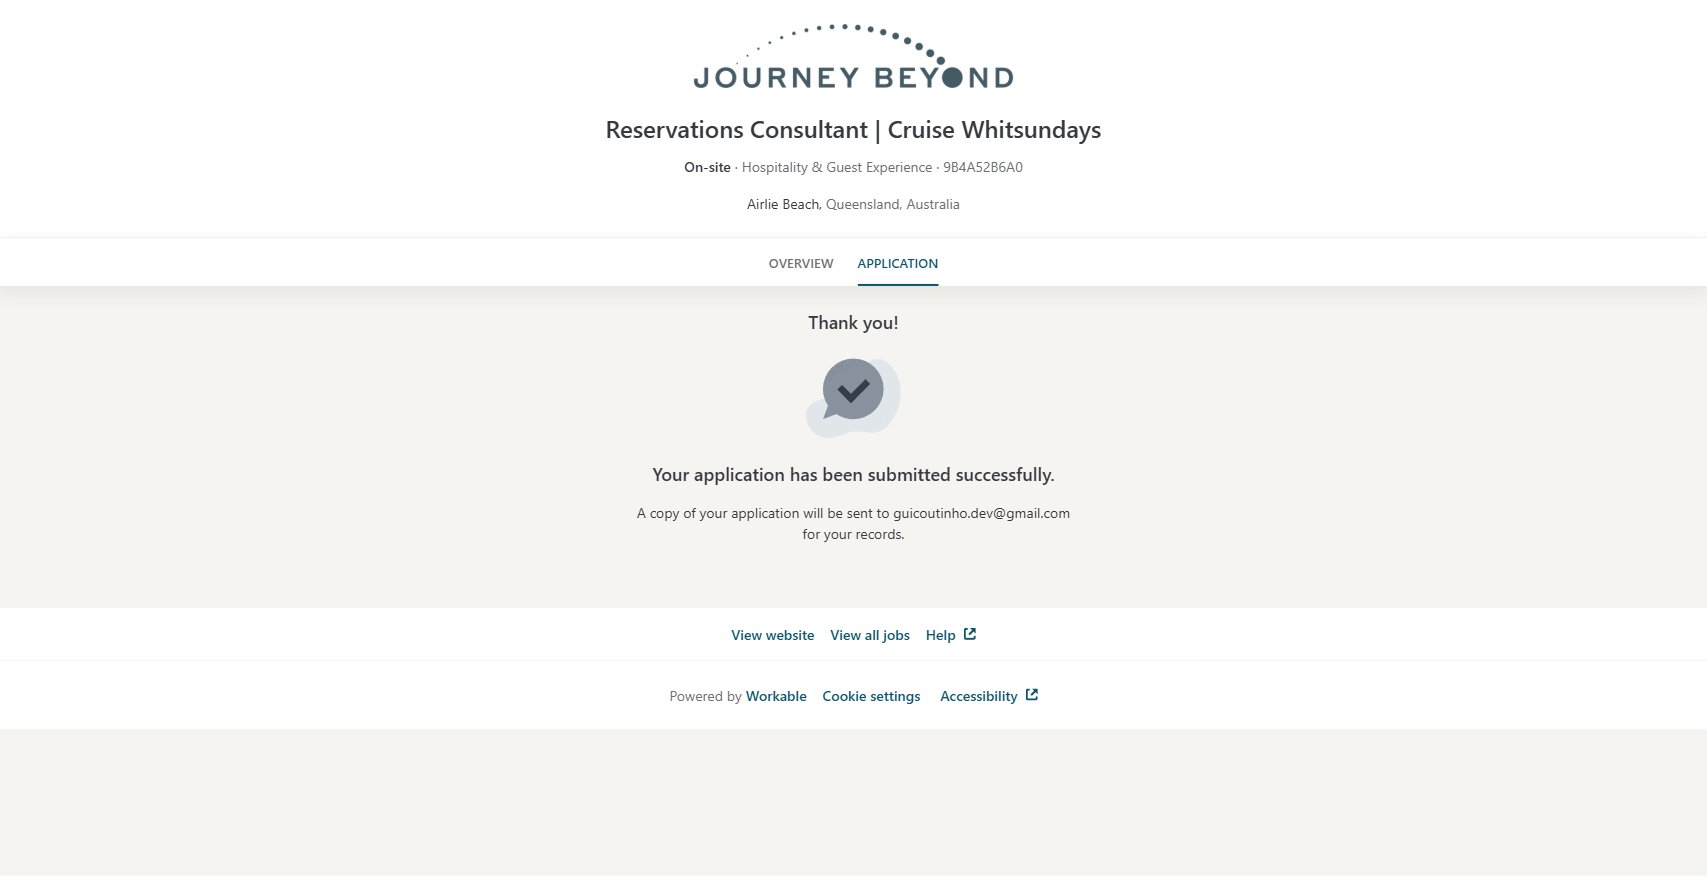 JOURNEY BEYOND
Reservations Consultant | Cruise Whitsundays
On-site · Hospitality & Guest Experience · 9B4A52B6A0
Airlie Beach, Queensland, Australia
OVERVIEW APPLICATION
Thank you!
Your application has been submitted successfully.
A copy of your application will be sent to guicoutinho.dev@gmail.com
for your records.
View website View all jobs Help
Powered by Workable Cookie settings Accessibility